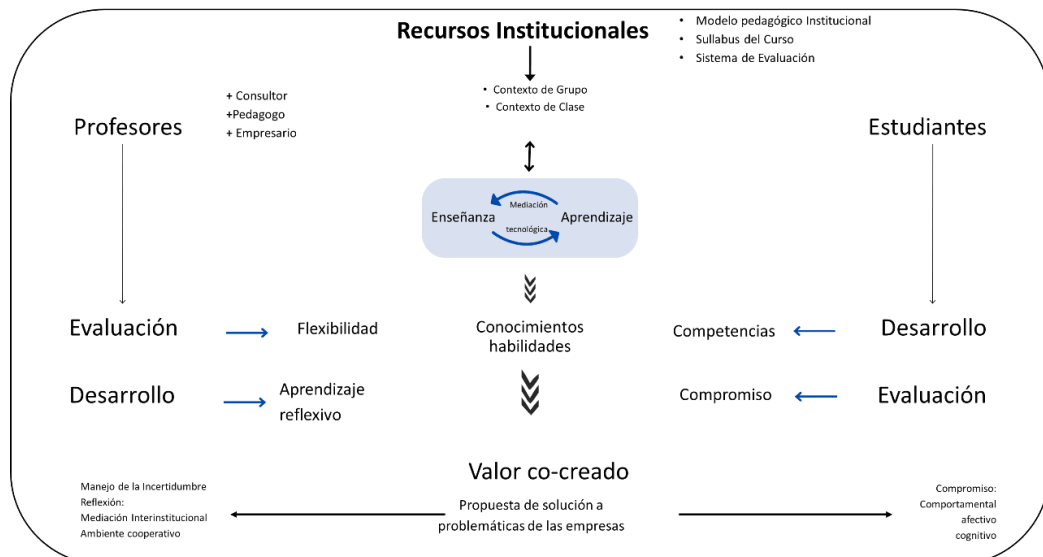 Recursos Institucionales
• Modelo pedagógico Institucional
• Sullabus del Curso
• Sistema de Evaluación
• Contexto de Grupo
• Contexto de Clase
Profesores
+ Consultor
+Pedagogo
+ Empresario
Estudiantes
Enseñanza
Mediación
tecnológica
Aprendizaje
Evaluación
Flexibilidad
Conocimientos
habilidades
Competencias
Desarrollo
Desarrollo
Aprendizaje
reflexivo
Compromiso
Evaluación
Valor co-creado
Propuesta de solución a
problemáticas de las empresas
Manejo de la Incertidumbre
Reflexión:
Mediación Interinstitucional
Ambiente cooperativo
Compromiso:
Comportamental
afectivo
cognitivo